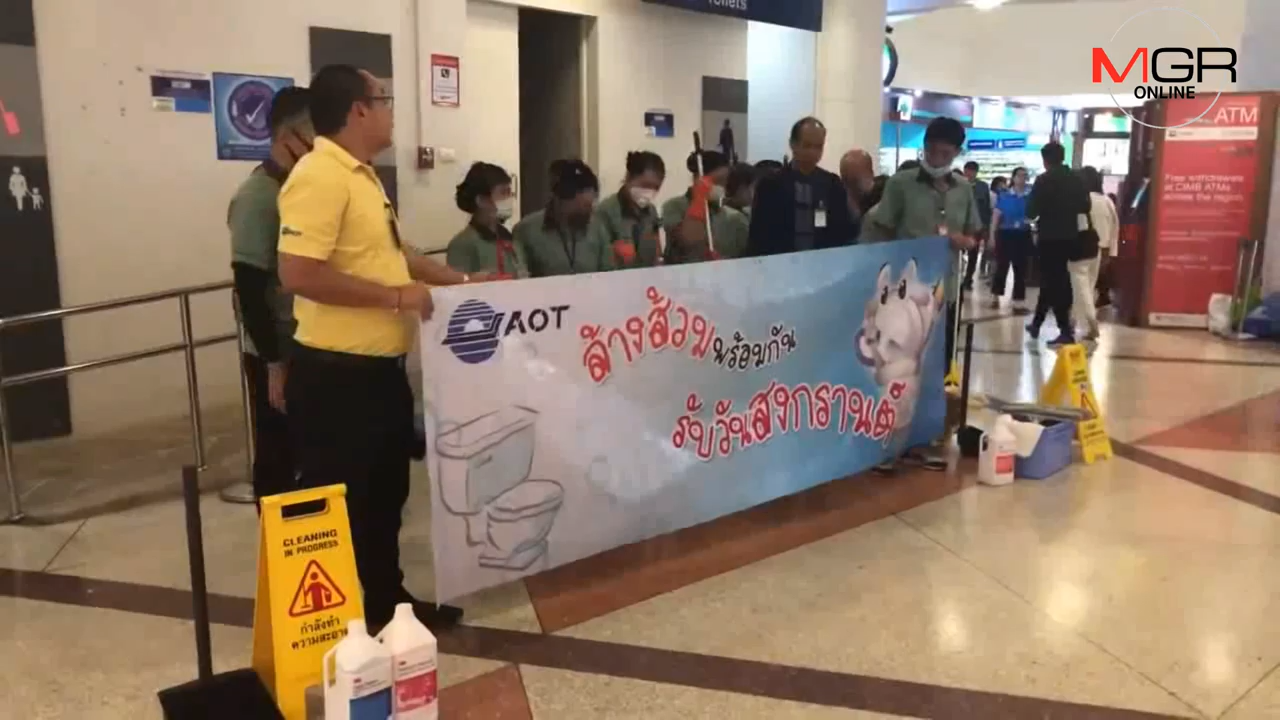 Toilets
MGR
ONLINE
ATM
Free withdrawals
at CIMB ATMs
across the region
AOT
ล้างส้วมพร้อมกัน
รับวันสงกรานต์
CLEANING
IN PROGRESS
กำลังทำ
ความสะอาด
3M
3M